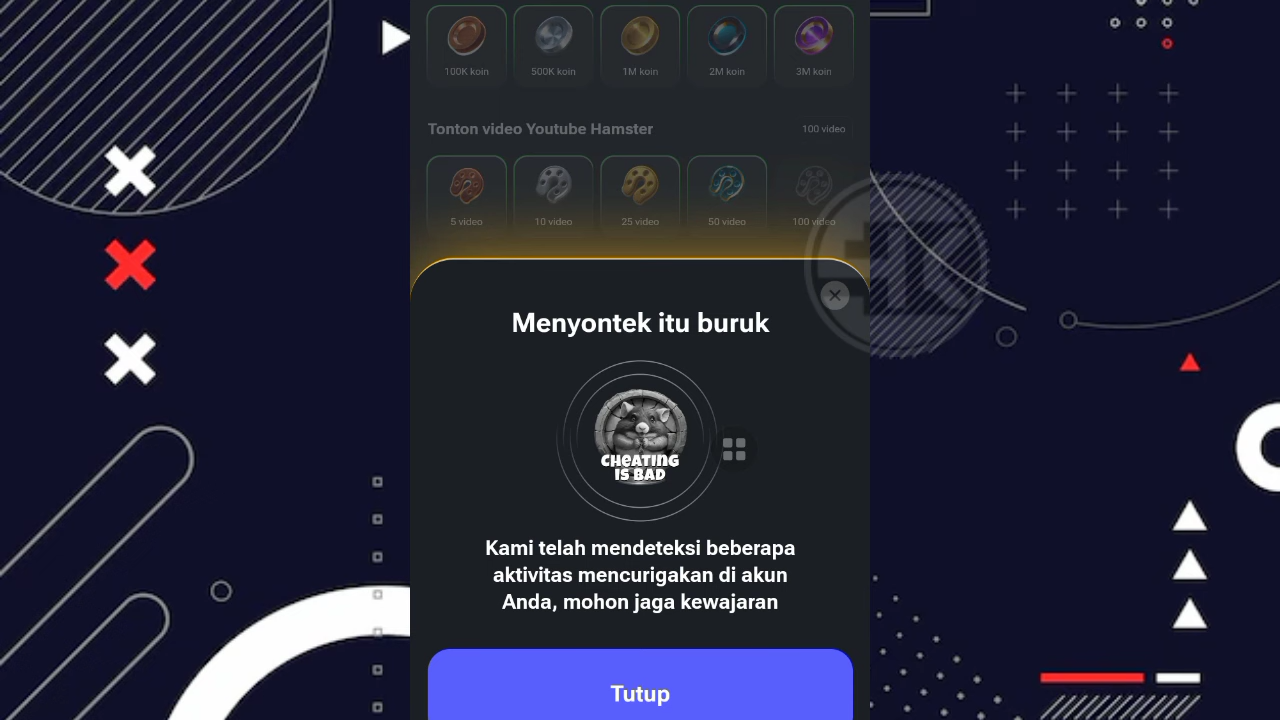 100K koin 500K koin 1M koin 2M koin 3M koin
Tonton video Youtube Hamster 100 video
5 video 10 video 25 video 50 video 100 video
Menyontek itu buruk
CHEATING
IS BAD
Kami telah mendeteksi beberapa
aktivitas mencurigakan di akun
Anda, mohon jaga kewajaran
Tutup